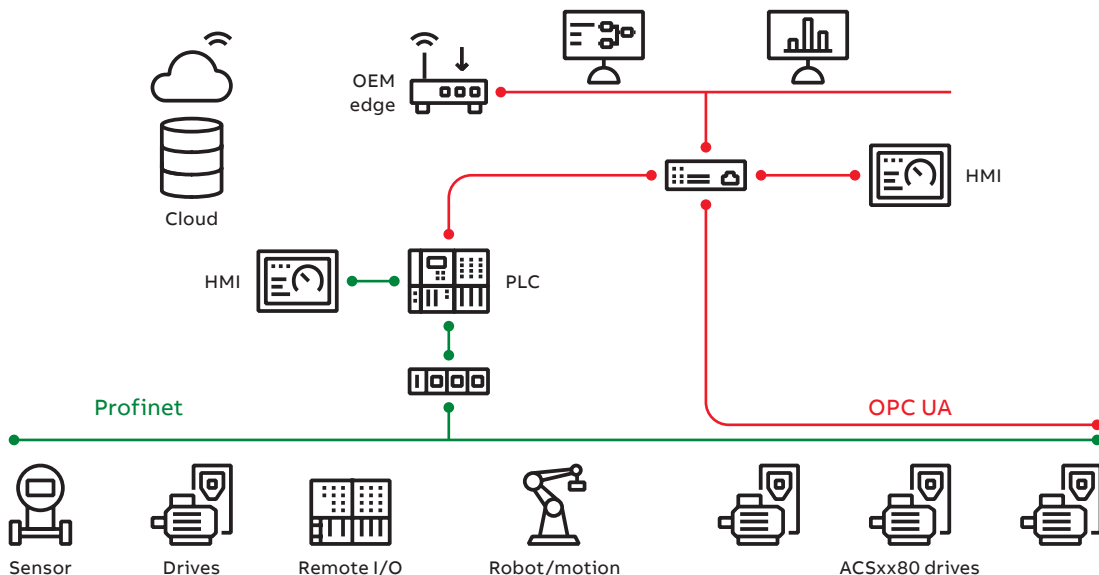 OEM
edge
Cloud
HMI
HMI
PLC
Profinet
OPC UA
Sensor
Drives
Remote I/O
Robot/motion
ACSxx80 drives